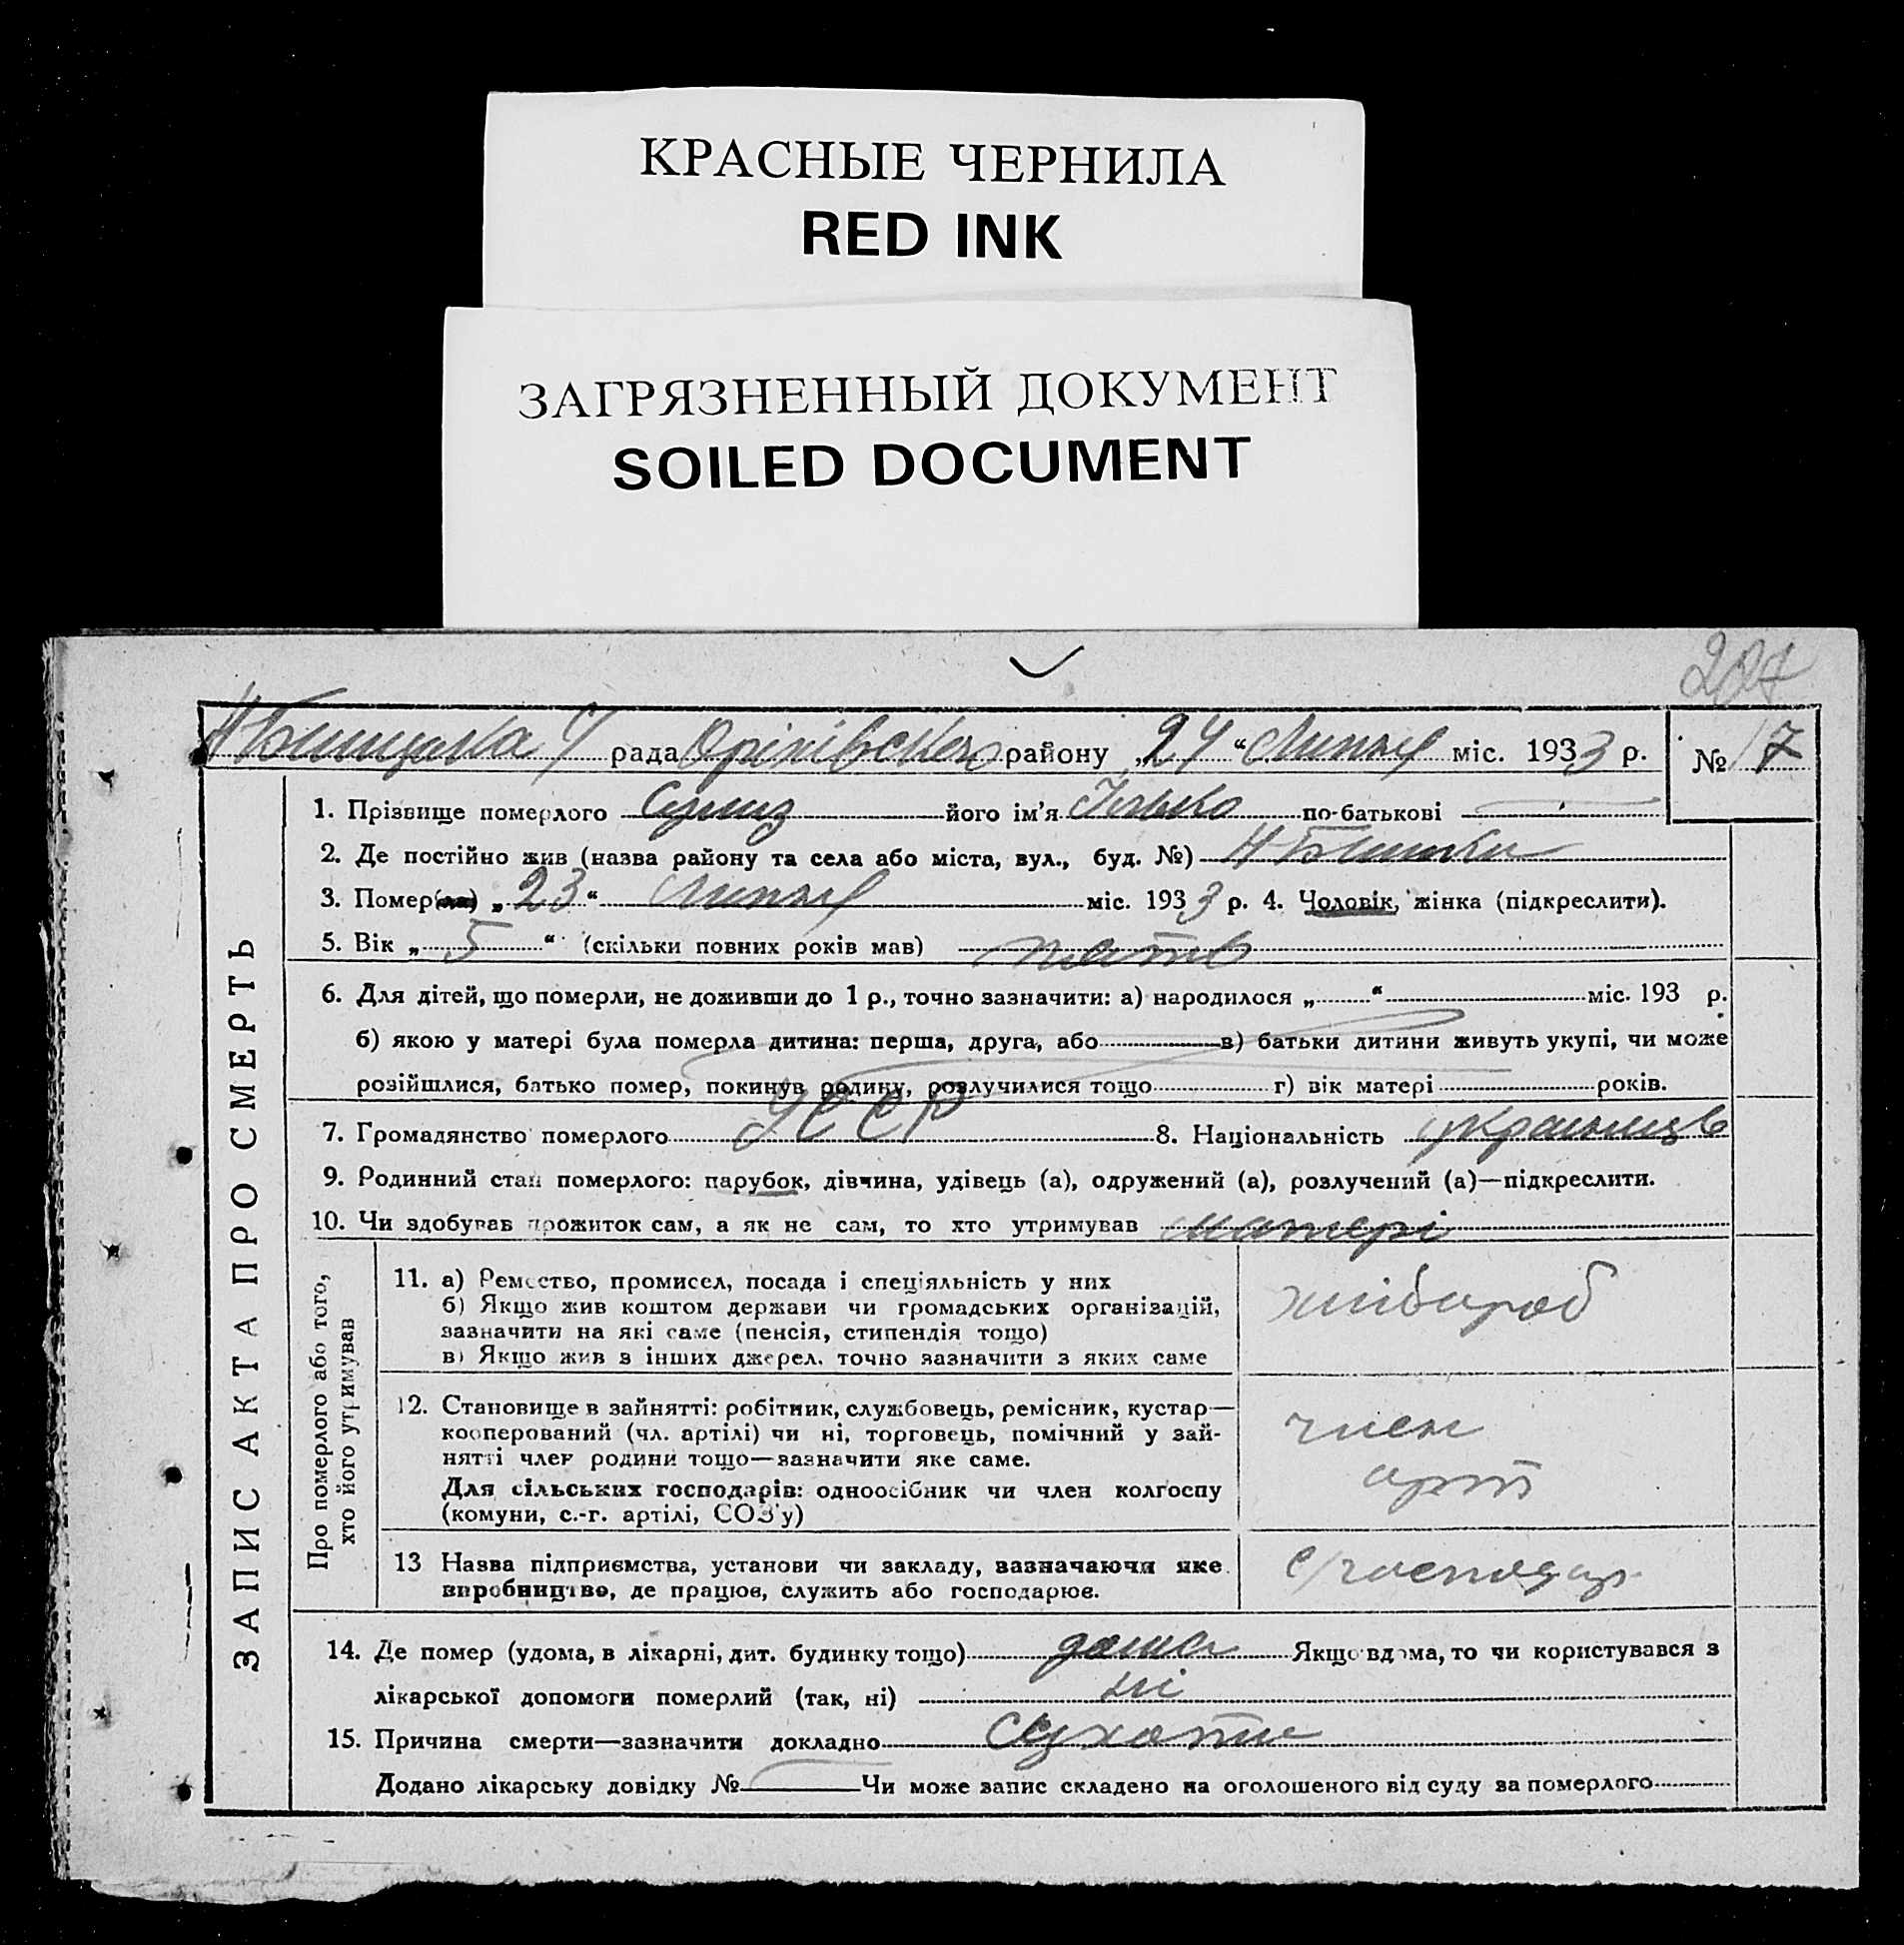 КРАСНЫЕ ЧЕРНИЛА
RED INK
ЗАГРЯЗНЕННЫЙ ДОКУМЕНТ
SOILED DOCUMENT
рада Орілівского району „24“ Липня міс. 1933 р. № 17
ЗАПИС АКТА ПРО СМЕРТЬ
1. Прізвище померлого його ім'я Ілько по-батькові
2. Де постійно жив (назва району та села або міста, вул., буд. №) Н Бишкин
3. Помер(ла) „23“ Липня міс. 1933 р. 4. Чоловік, жінка (підкреслити).
5. Вік „5“ (скільки повних років мав)
6. Для дітей, що померли, не доживши до 1 р., точно зазначити: а) народилося „ “ міс. 193 р.
б) якою у матері була померла дитина: перша, друга, або в) батьки дитини живуть укупі, чи може
розійшлися, батько помер, покинув родину, розлучилися тощо г) вік матері років.
7. Громадянство померлого УССР 8. Національність українць
9. Родинний стан померлого: парубок, дівчина, удівець (а), одружений (а), розлучений (а)—підкреслити.
10. Чи здобував прожиток сам, а як не сам, то хто утримував матері
Про померлого або того,
хто його утримував
11. а) Ремество, промисел, посада і спеціяльність у них
б) Якщо жив коштом держави чи громадських організацій,
зазначити на які саме (пенсія, стипендія тощо)
в) Якщо жив з інших джерел, точно зазначити з яких саме
хлібороб
12. Становище в зайнятті: робітник, службовець, ремісник, кустар—
кооперований (чл. артілі) чи ні, торговець, помічний у зай-
нятті член родини тощо—зазначити яке саме.
Для сільських господарів: одноосібник чи член колгоспу
(комуни, с.-г. артілі, СОЗ'у)
член
арт
13 Назва підприємства, установи чи закладу, зазначаючи яке
виробництво, де працює, служить або господарює.
с/господар
14. Де помер (удома, в лікарні, дит. будинку тощо) дома Якщо вдома, то чи користувався з
лікарської допомоги померлий (так, ні) ні
15. Причина смерти—зазначити докладно Сухоти
Додано лікарську довідку № Чи може запис складено на оголошеного від суду за померлого